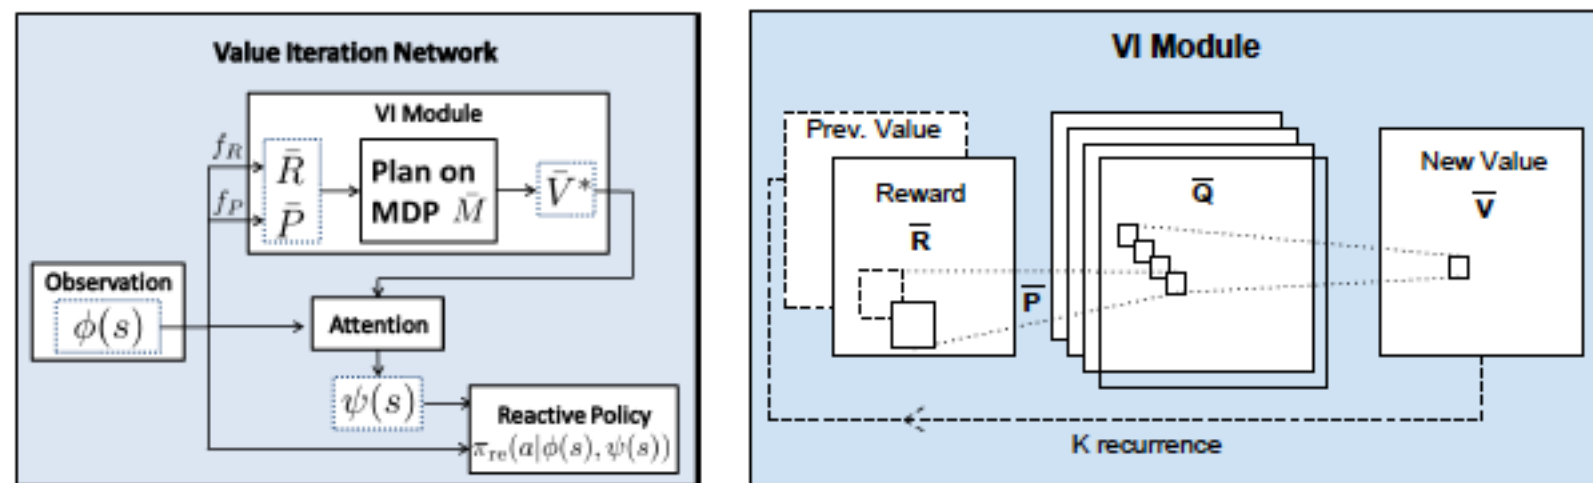 Value Iteration Network
VI Module
f_R
R̄
Plan on
MDP M̄
V̄*
f_P
P̄
Observation
ϕ(s)
Attention
ψ(s)
Reactive Policy
π_re(a|ϕ(s), ψ(s))
VI Module
Prev. Value
Reward
R̄
P̄
Q̄
New Value
V̄
K recurrence